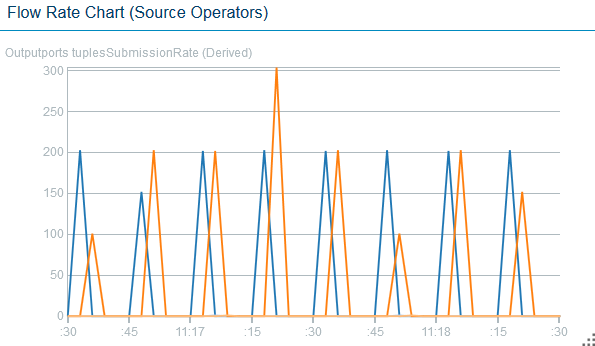 Flow Rate Chart (Source Operators)
Outputports tuplesSubmissionRate (Derived)
300
250
200
150
100
50
0
:30 :45 11:17 :15 :30 :45 11:18 :15 :30